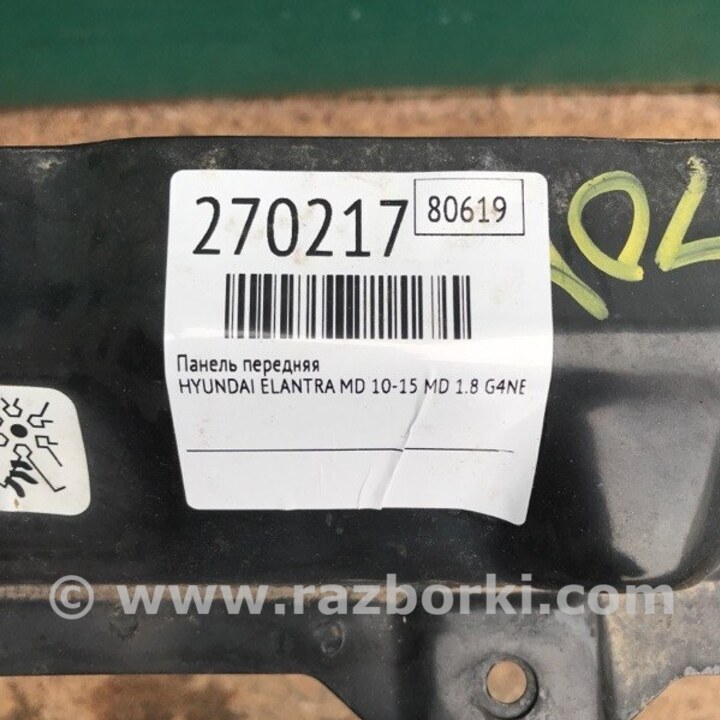 270217
80619
Панель передняя
HYUNDAI ELANTRA MD 10-15 MD 1.8 G4NE
© www.razborki.com